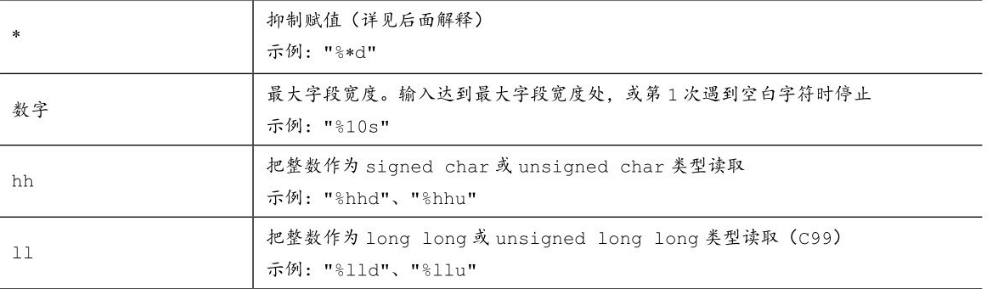 *
抑制赋值（详见后面解释）
示例："%*d"
数字
最大字段宽度。输入达到最大字段宽度处，或第 1 次遇到空白字符时停止
示例："%10s"
hh
把整数作为 signed char 或 unsigned char 类型读取
示例："%hhd"、"%hhu"
ll
把整数作为 long long 或 unsigned long long 类型读取（C99）
示例："%lld"、"%llu"